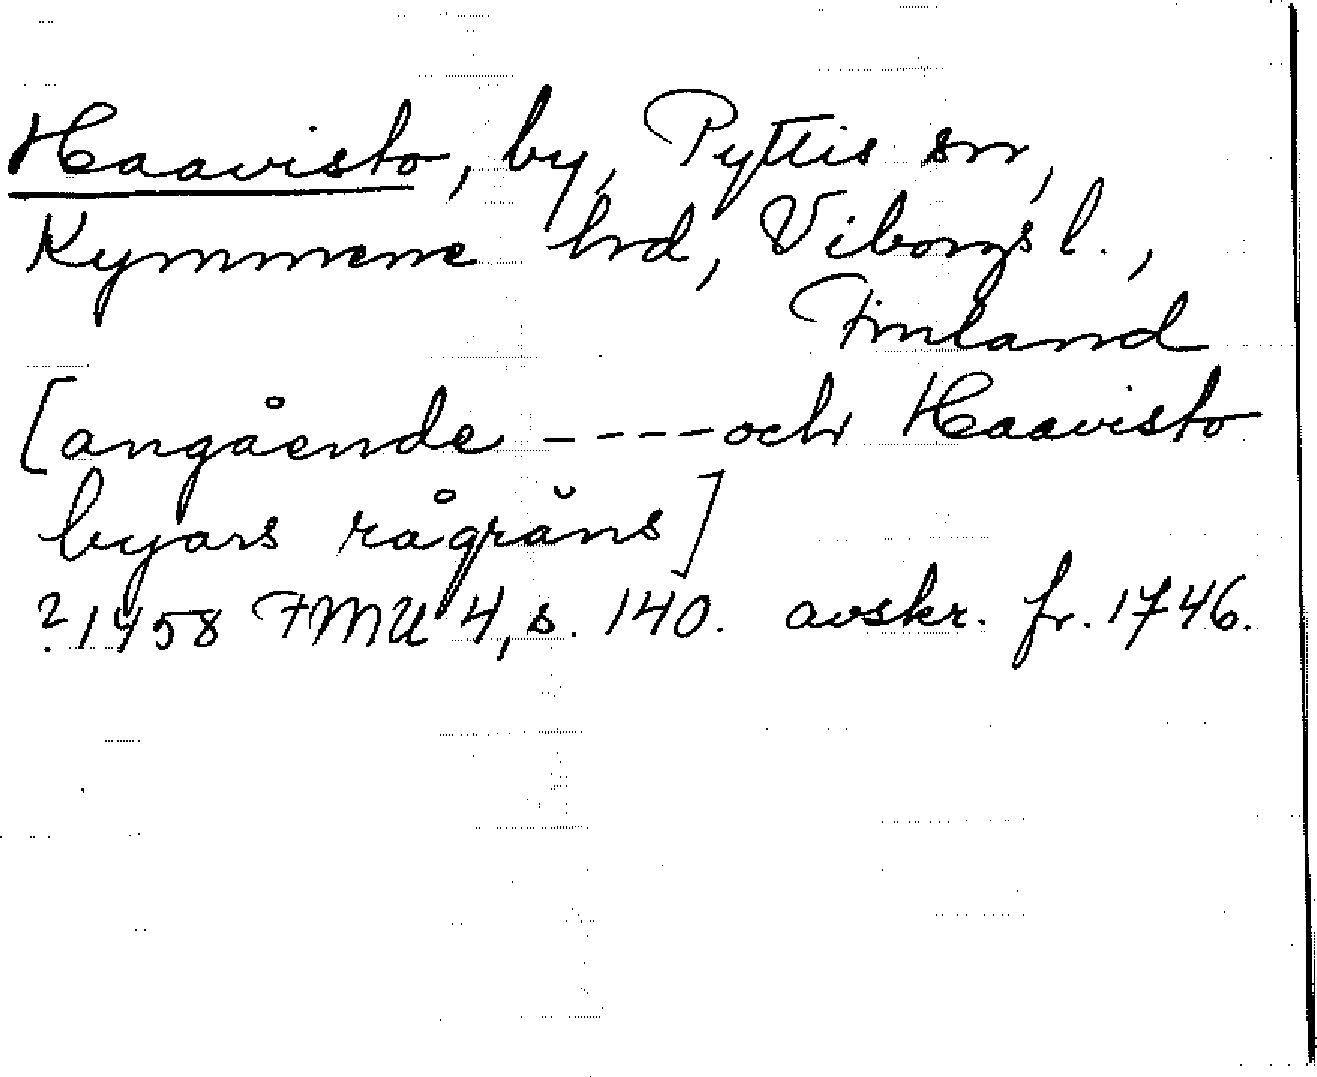 Haavisto, by, Pyttis sn,
Kymmene hrd, Viborgs l.,
Finland
[angående ---- och Haavisto
byars rågräns]
? 1458 FMU 4, s. 140. avskr. fr. 1746.